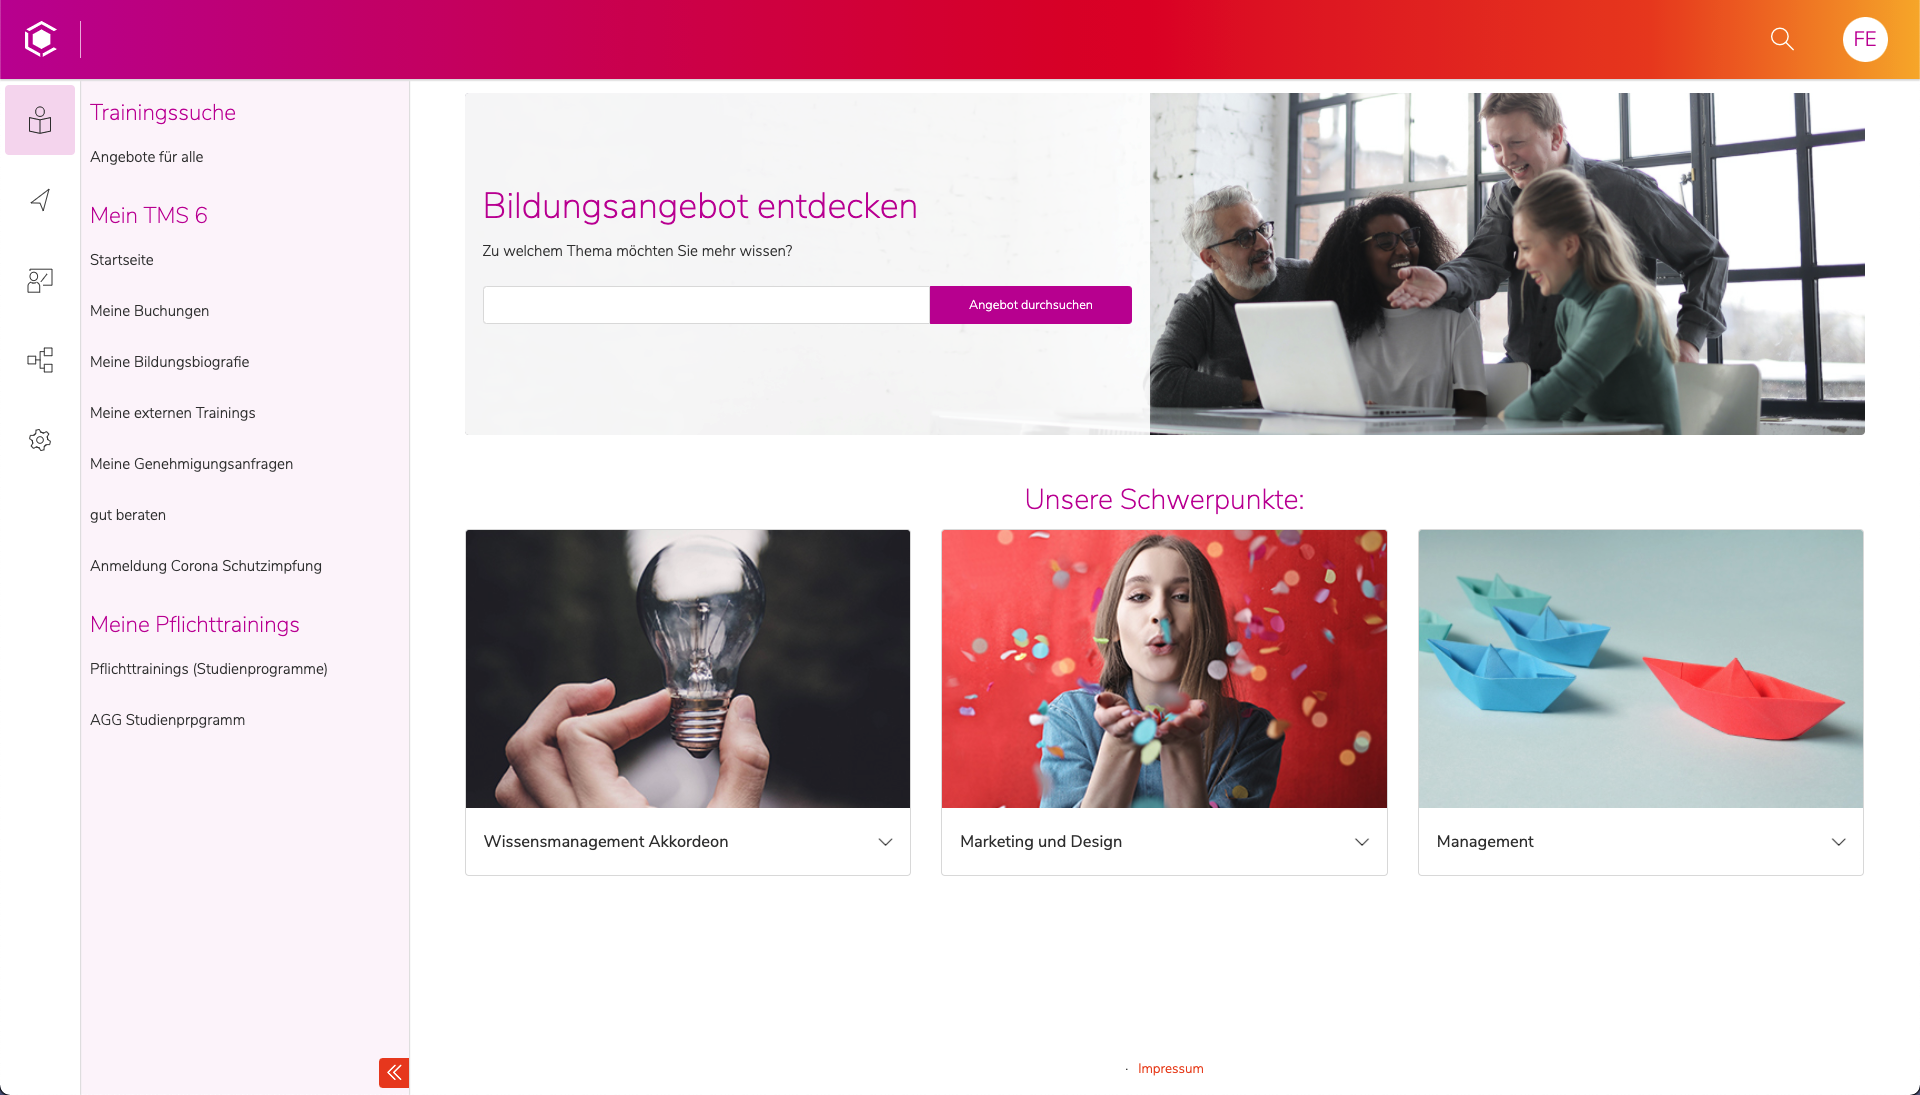 FE
Trainingssuche
Angebote für alle
Mein TMS 6
Startseite
Meine Buchungen
Meine Bildungsbiografie
Meine externen Trainings
Meine Genehmigungsanfragen
gut beraten
Anmeldung Corona Schutzimpfung
Meine Pflichttrainings
Pflichttrainings (Studienprogramme)
AGG Studienprpgramm
Bildungsangebot entdecken
Zu welchem Thema möchten Sie mehr wissen?
Angebot durchsuchen
Unsere Schwerpunkte:
Wissensmanagement Akkordeon
Marketing und Design
Management
· Impressum